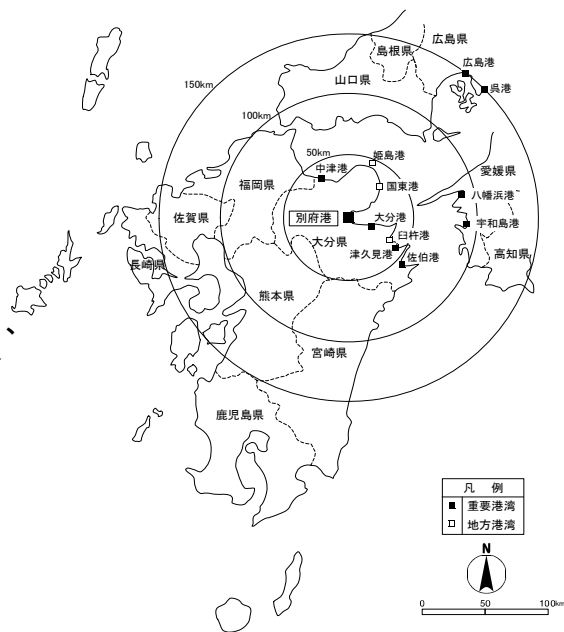 広島県
島根県
広島港
山口県
150km
呉港
100km
50km
姫島港
中津港
愛媛県
福岡県
国東港
八幡浜港
佐賀県
別府港
大分港
宇和島港
大分県
臼杵港
津久見港
高知県
長崎県
佐伯港
熊本県
宮崎県
鹿児島県
凡 例
重要港湾
地方港湾
N
0 50 100km